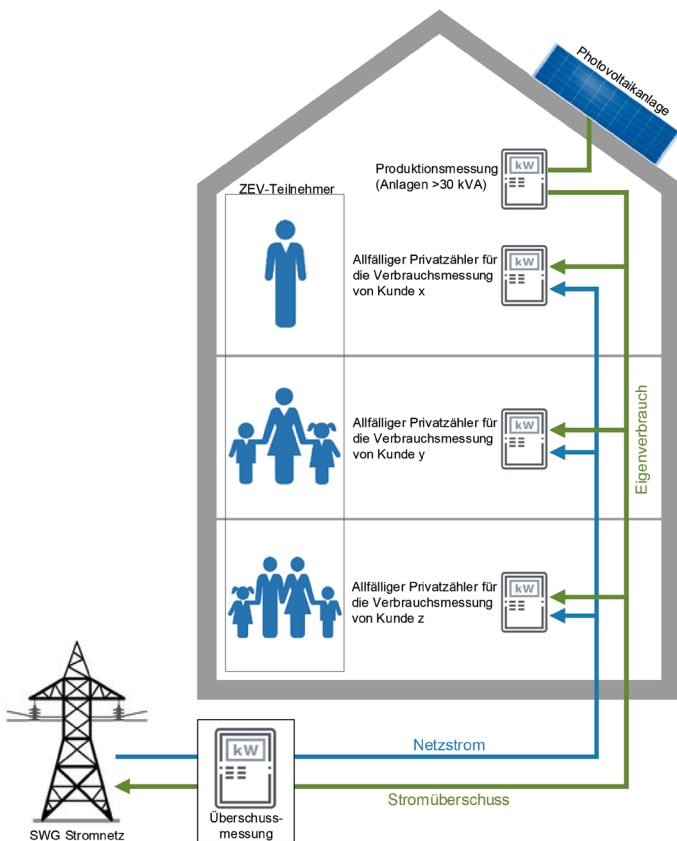 Photovoltaikanlage
kW
Produktionsmessung
(Anlagen >30 kVA)
ZEV-Teilnehmer
Allfälliger Privatzähler für
die Verbrauchsmessung
von Kunde x
kW
Allfälliger Privatzähler für
die Verbrauchsmessung
von Kunde y
kW
Eigenverbrauch
Allfälliger Privatzähler für
die Verbrauchsmessung
von Kunde z
kW
kW
Netzstrom
Stromüberschuss
Überschuss-
messung
SWG Stromnetz